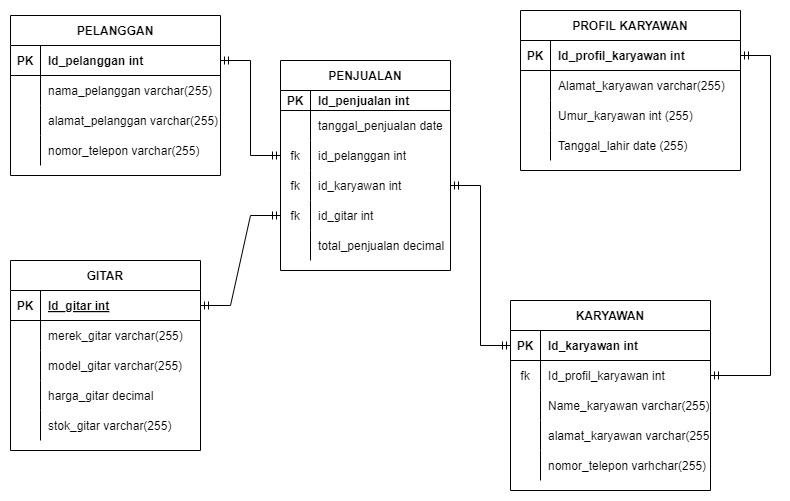 PELANGGAN
PK Id_pelanggan int
nama_pelanggan varchar(255)
alamat_pelanggan varchar(255)
nomor_telepon varchar(255)
PENJUALAN
PK Id_penjualan int
tanggal_penjualan date
fk id_pelanggan int
fk id_karyawan int
fk id_gitar int
total_penjualan decimal
PROFIL KARYAWAN
PK Id_profil_karyawan int
Alamat_karyawan varchar(255)
Umur_karyawan int (255)
Tanggal_lahir date (255)
GITAR
PK Id_gitar int
merek_gitar varchar(255)
model_gitar varchar(255)
harga_gitar decimal
stok_gitar varchar(255)
KARYAWAN
PK Id_karyawan int
fk Id_profil_karyawan int
Name_karyawan varchar(255)
alamat_karyawan varchar(255
nomor_telepon varhchar(255)